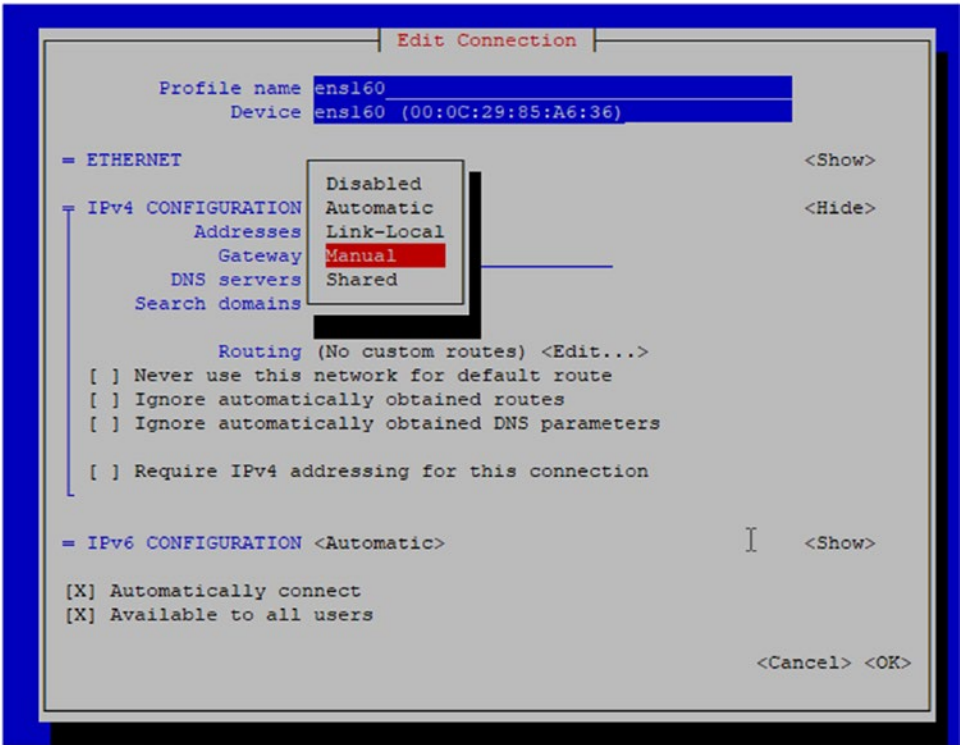 Edit Connection
Profile name ens160
Device ens160 (00:0C:29:85:A6:36)
= ETHERNET <Show>
Disabled
= IPv4 CONFIGURATION Automatic <Hide>
Addresses Link-Local
Gateway Manual
DNS servers Shared
Search domains
Routing (No custom routes) <Edit...>
[ ] Never use this network for default route
[ ] Ignore automatically obtained routes
[ ] Ignore automatically obtained DNS parameters
[ ] Require IPv4 addressing for this connection
= IPv6 CONFIGURATION <Automatic> <Show>
[X] Automatically connect
[X] Available to all users
<Cancel> <OK>